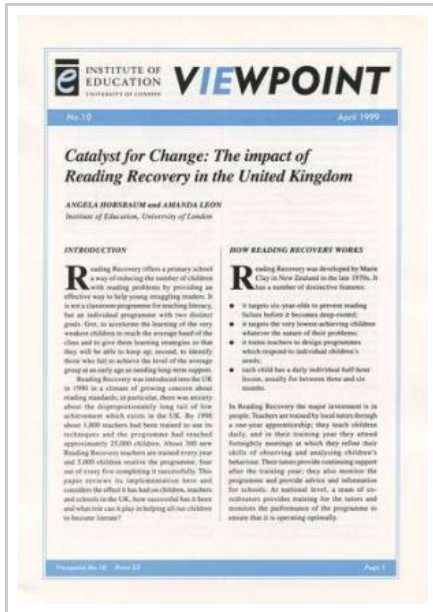 INSTITUTE OF
EDUCATION
UNIVERSITY OF LONDON
VIEWPOINT
No.10
April 1999
Catalyst for Change: The impact of
Reading Recovery in the United Kingdom
ANGELA HOBSBAUM and AMANDA LEON
Institute of Education, University of London
INTRODUCTION
Reading Recovery offers a primary school
a way of reducing the number of children
with reading problems by providing an
effective way to help young struggling readers. It
is not a classroom programme for teaching literacy,
but an individual programme with two distinct
goals: first, to accelerate the learning of the very
weakest children to reach the average band of the
class and to give them learning strategies so that
they will be able to keep up; second, to identify
those who fail to achieve the level of the average
group at an early age as needing long-term support.
Reading Recovery was introduced into the UK
in 1990 in a climate of growing concern about
reading standards; in particular, there was anxiety
about the disproportionately long tail of low
achievement which exists in the UK. By 1998
about 1,800 teachers had been trained to use its
techniques and the programme had reached
approximately 25,000 children. About 300 new
Reading Recovery teachers are trained every year
and 5,000 children receive the programme, four
out of every five completing it successfully. This
paper reviews its implementation here and
considers the effect it has had on children, teachers
and schools in the UK, how successful has it been
and what role can it play in helping all our children
to become literate?
HOW READING RECOVERY WORKS
Reading Recovery was developed by Marie
Clay in New Zealand in the late 1970s. It
has a number of distinctive features:
● it targets six-year-olds to prevent reading
failure before it becomes deep-rooted;
● it targets the very lowest-achieving children
whatever the nature of their problems;
● it trains teachers to design programmes
which respond to individual children's
needs;
● each child has a daily individual half-hour
lesson, usually for between three and six
months.
In Reading Recovery the major investment is in
people. Teachers are trained by local tutors through
a one-year apprenticeship; they teach children
daily, and in their training year they attend
fortnightly meetings at which they refine their
skills of observing and analysing children's
behaviour. Their tutors provide continuing support
after the training year; they also monitor the
programme and provide advice and information
for schools. At national level, a team of co-
ordinators provides training for the tutors and
monitors the performance of the programme to
ensure that it is operating optimally.
Viewpoint No.10 Price £2
Page 1